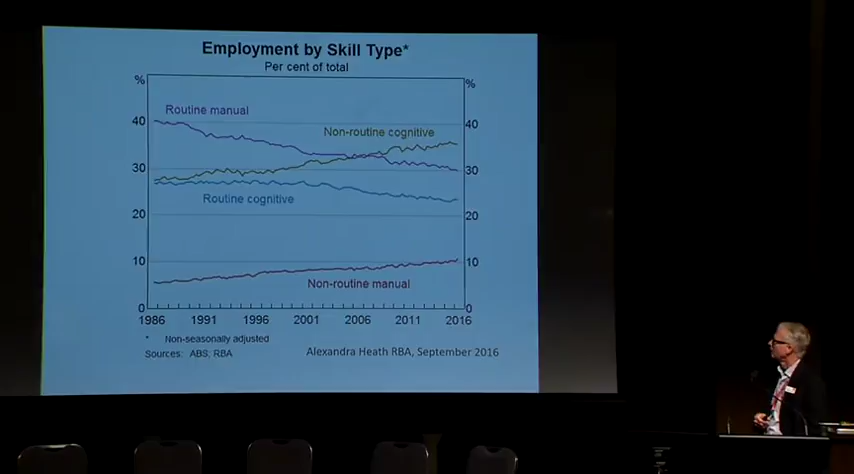 Employment by Skill Type*
Per cent of total
% %
Routine manual
40 Non-routine cognitive 40
30 30
Routine cognitive
20 20
10 10
Non-routine manual
0 0
1986 1991 1996 2001 2006 2011 2016
* Non-seasonally adjusted
Sources: ABS; RBA
Alexandra Heath RBA, September 2016